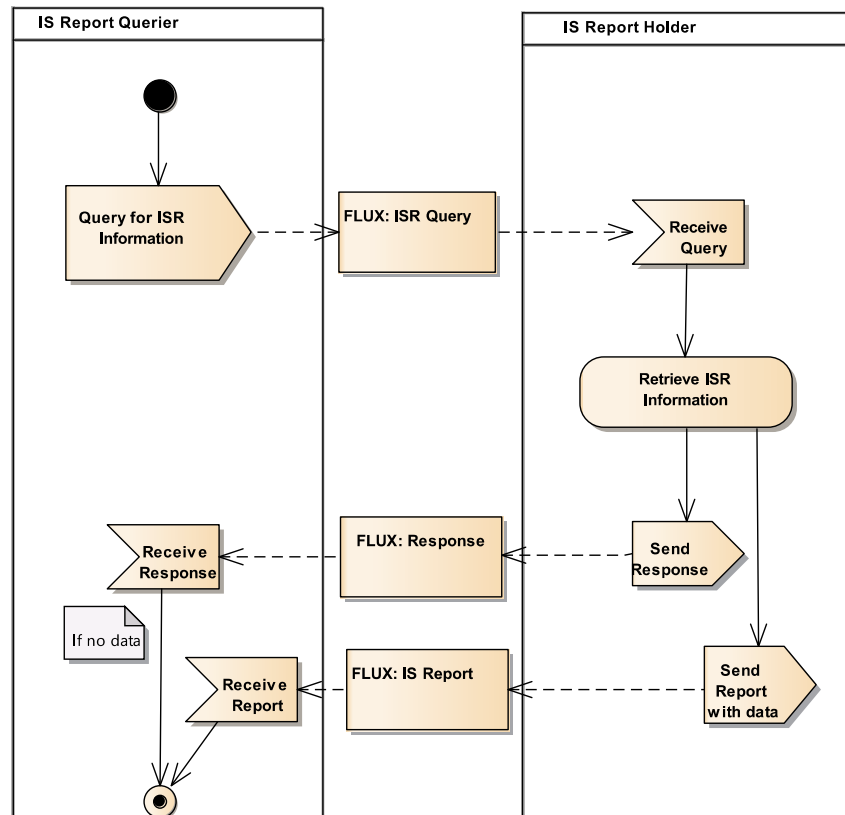 IS Report Querier
IS Report Holder
Query for ISR
Information
FLUX: ISR Query
Receive
Query
Retrieve ISR
Information
FLUX: Response
Send
Response
Receive
Response
If no data
FLUX: IS Report
Send
Report
with data
Receive
Report